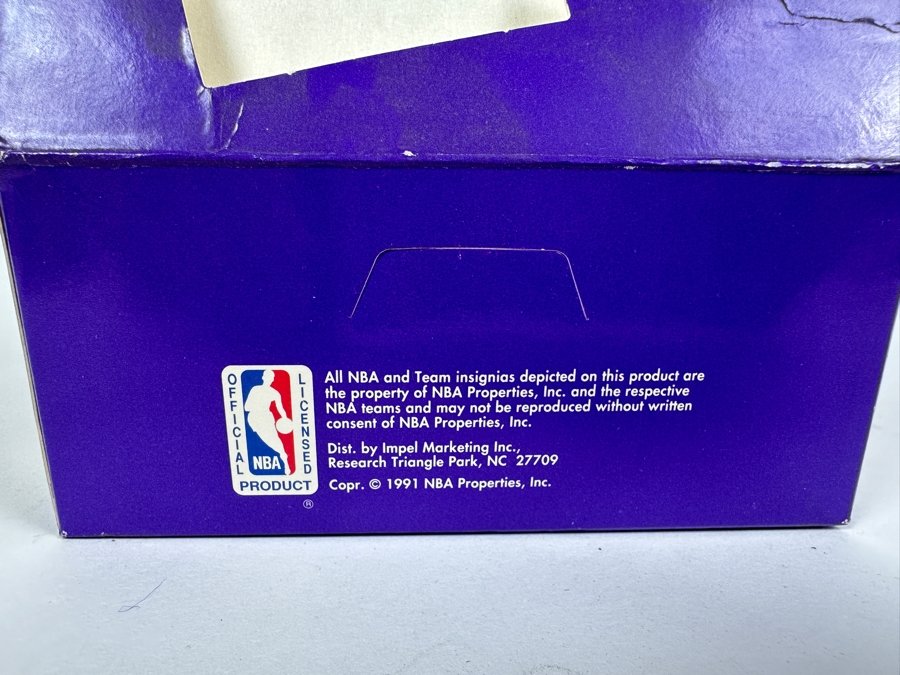 OFFICIAL
LICENSED
NBA
PRODUCT
®
All NBA and Team insignias depicted on this product are
the property of NBA Properties, Inc. and the respective
NBA teams and may not be reproduced without written
consent of NBA Properties, Inc.
Dist. by Impel Marketing Inc.,
Research Triangle Park, NC 27709
Copr. © 1991 NBA Properties, Inc.